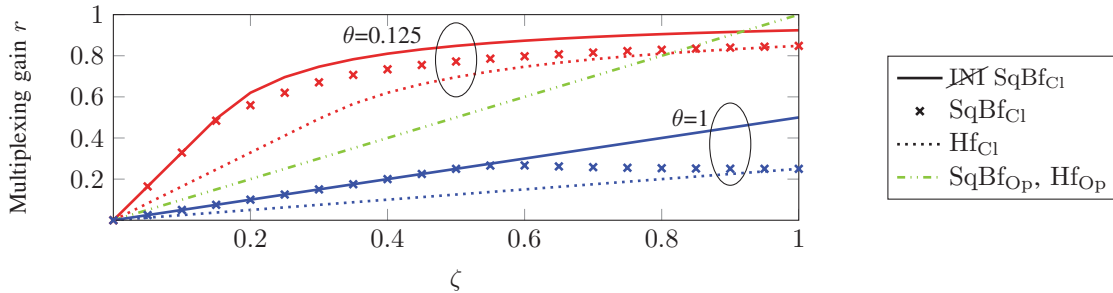 Multiplexing gain r
1
0.8
0.6
0.4
0.2
0.2
0.4
0.6
0.8
1
ζ
θ=0.125
θ=1
INI SqBfCl
SqBfCl
HfCl
SqBfOp, HfOp